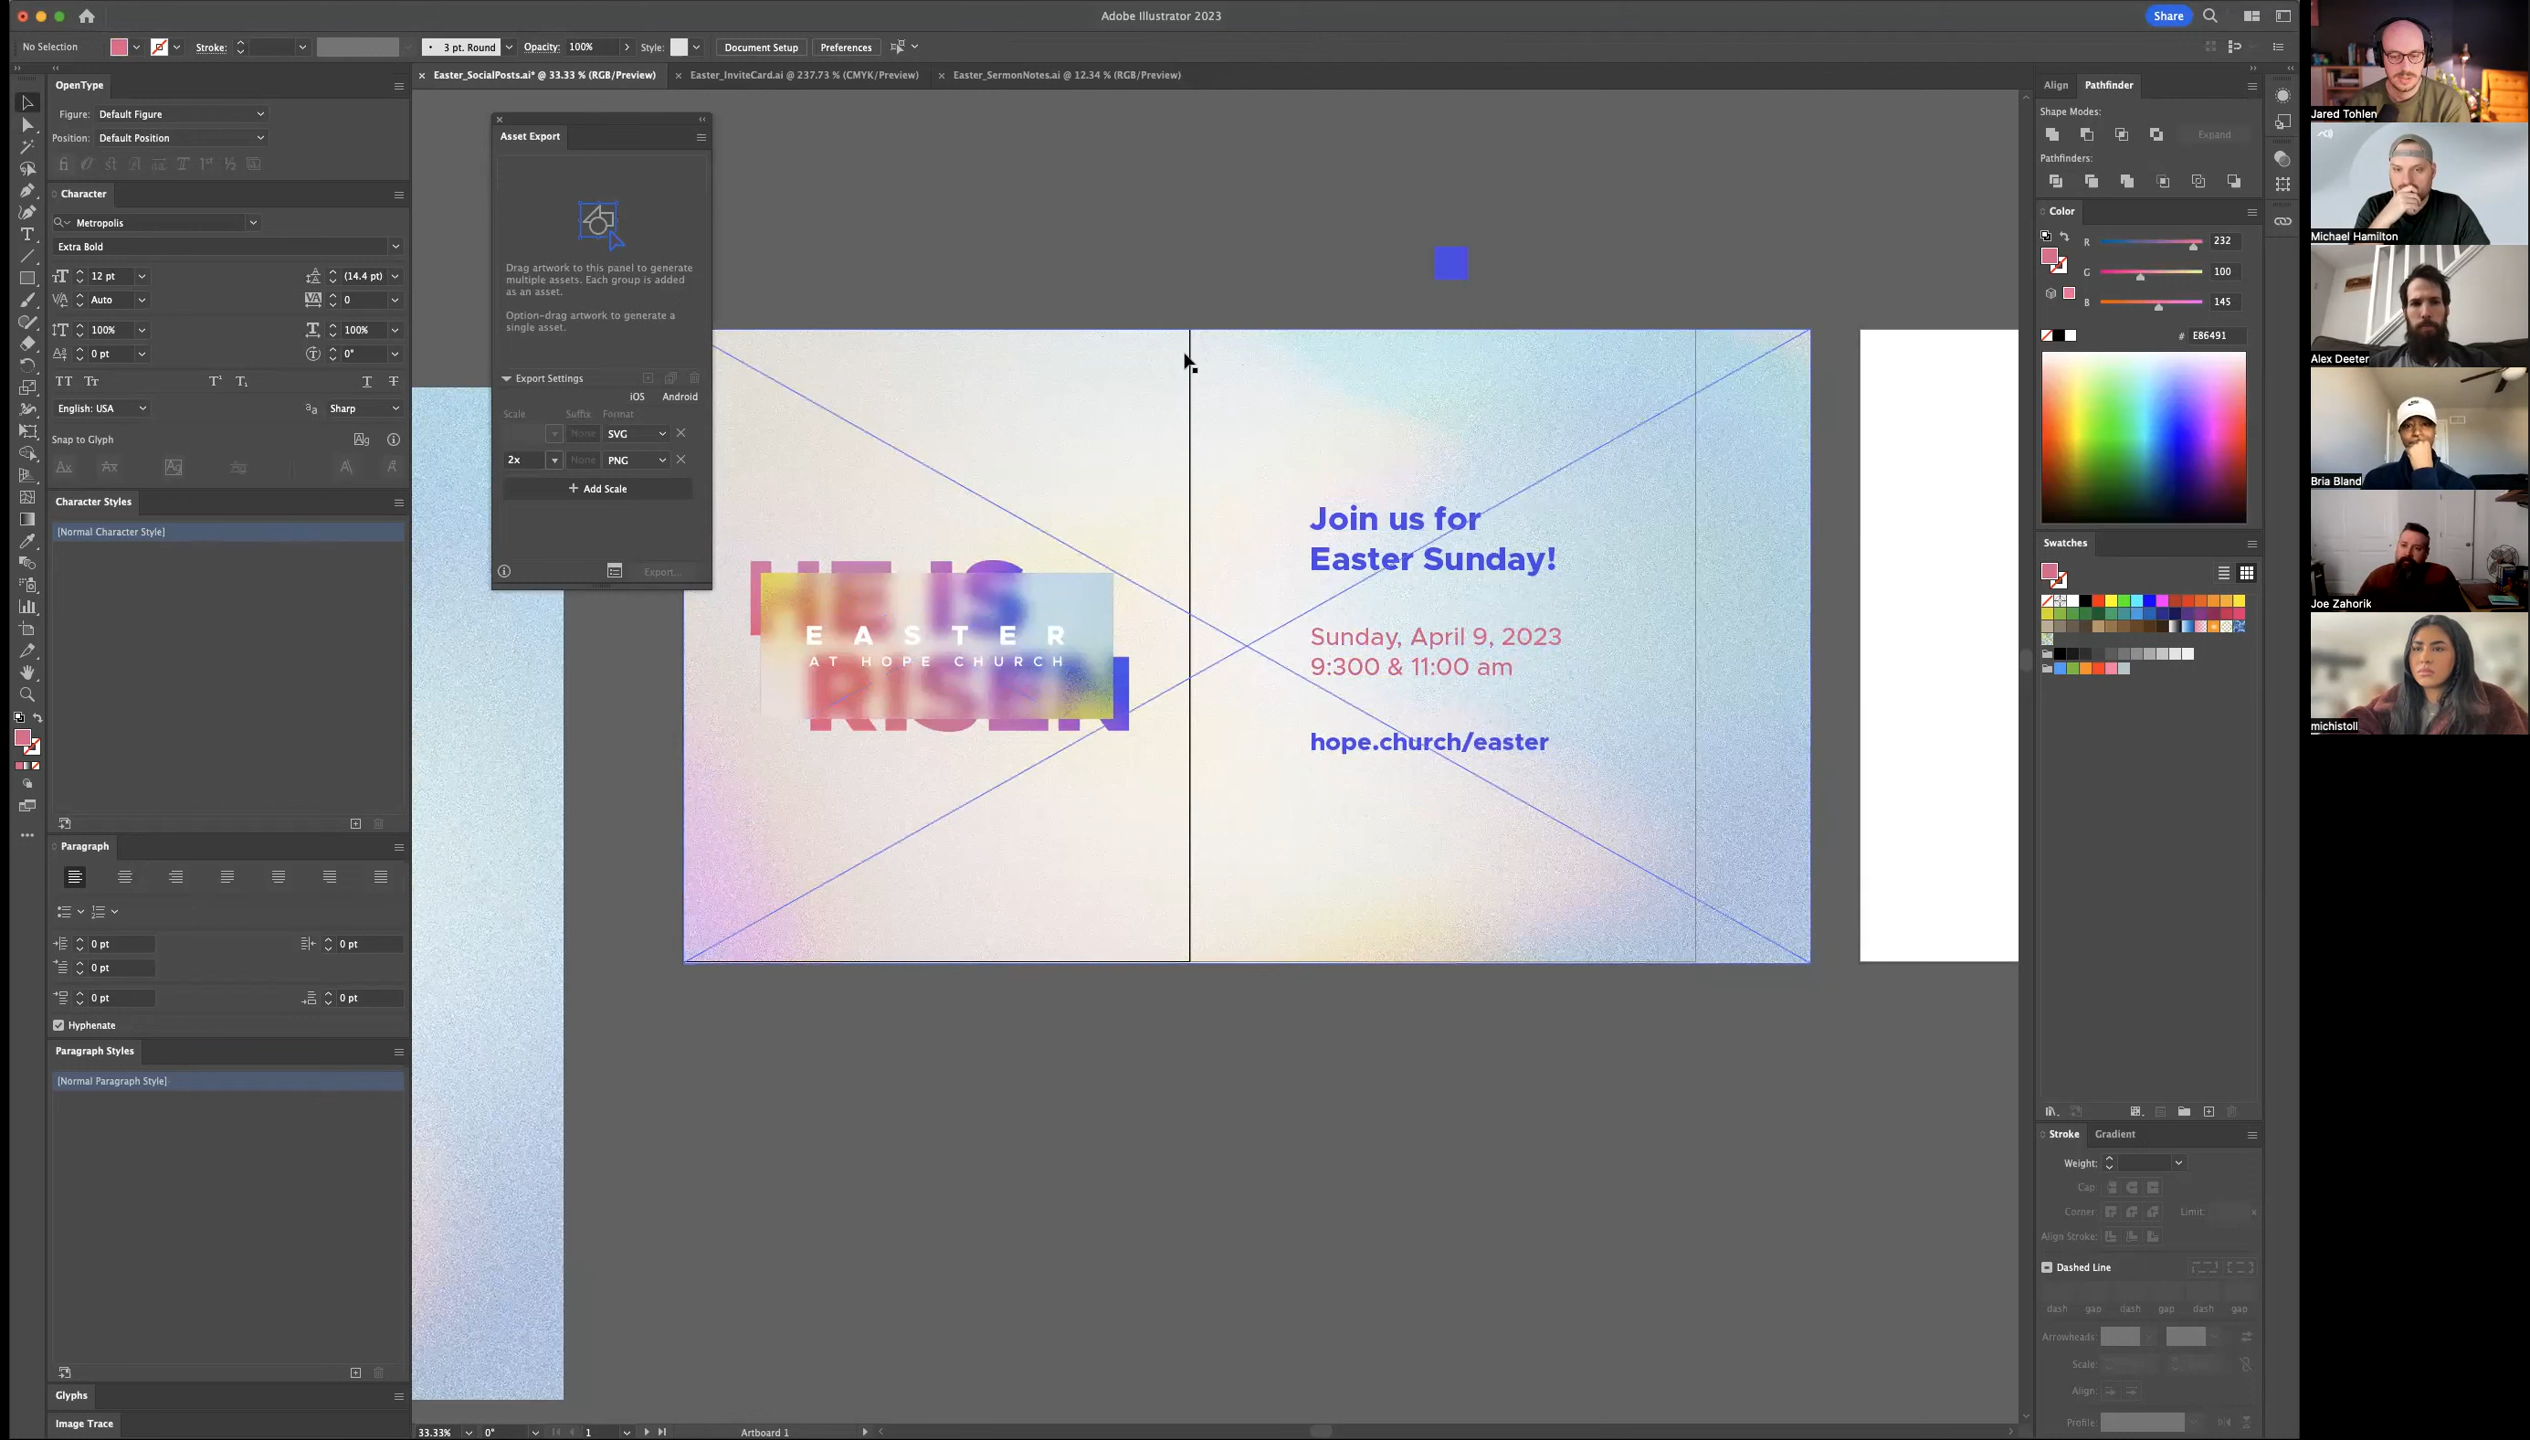 Adobe Illustrator 2023
Share
No Selection
Stroke:
3 pt. Round
Opacity:
100%
Style:
Document Setup
Preferences
Easter_SocialPosts.ai* @ 33.33 % (RGB/Preview)
Easter_InviteCard.ai @ 237.73 % (CMYK/Preview)
Easter_SermonNotes.ai @ 12.34 % (RGB/Preview)
OpenType
Figure:
Default Figure
Position:
Default Position
Character
Metropolis
Extra Bold
12 pt
(14.4 pt)
Auto
0
100%
100%
0 pt
0°
English: USA
Sharp
Snap to Glyph
Character Styles
[Normal Character Style]
Paragraph
0 pt
0 pt
0 pt
0 pt
0 pt
Hyphenate
Paragraph Styles
[Normal Paragraph Style]
Glyphs
Image Trace
Asset Export
Drag artwork to this panel to generate
multiple assets. Each group is added
as an asset.
Option-drag artwork to generate a
single asset.
Export Settings
iOS
Android
Scale
Suffix
Format
None
SVG
2x
None
PNG
+ Add Scale
Export...
HE IS
EASTER
AT HOPE CHURCH
RISEN
Join us for
Easter Sunday!
Sunday, April 9, 2023
9:300 & 11:00 am
hope.church/easter
33.33%
0°
1
Artboard 1
Align
Pathfinder
Shape Modes:
Expand
Pathfinders:
Color
R
232
G
100
B
145
#
E86491
Swatches
Stroke
Gradient
Weight:
Cap:
Corner:
Limit:
x
Align Stroke:
Dashed Line
dash
gap
dash
gap
dash
gap
Arrowheads:
Scale:
Align:
Profile:
Jared Tohlen
Michael Hamilton
Alex Deeter
Bria Bland
Joe Zahorik
michistoll